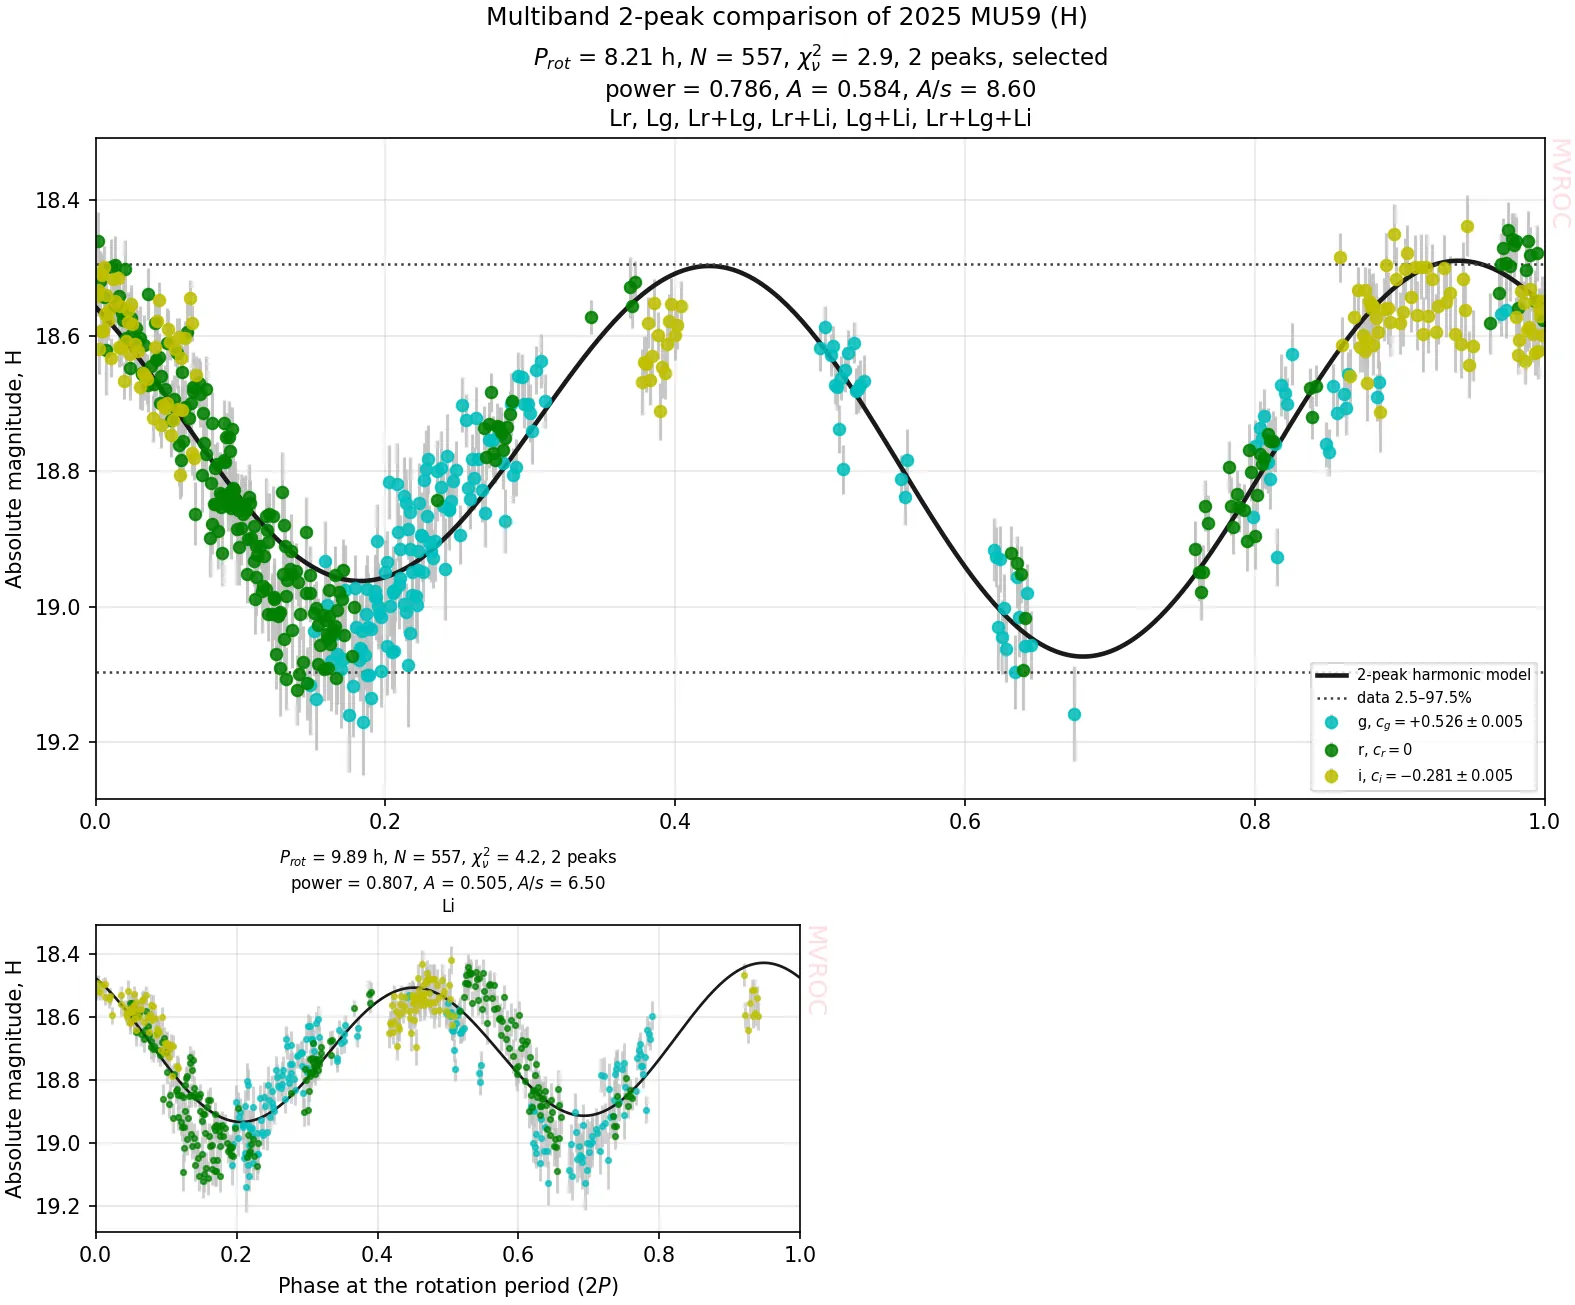 Multiband 2-peak comparison of 2025 MU59 (H)
P_rot = 8.21 h, N = 557, χ²_ν = 2.9, 2 peaks, selected
power = 0.786, A = 0.584, A/s = 8.60
Lr, Lg, Lr+Lg, Lr+Li, Lg+Li, Lr+Lg+Li
MVROC
Absolute magnitude, H
18.4
18.6
18.8
19.0
19.2
2-peak harmonic model
data 2.5–97.5%
g, c_g = +0.526 ± 0.005
r, c_r = 0
i, c_i = −0.281 ± 0.005
0.0 0.2 0.4 0.6 0.8 1.0
P_rot = 9.89 h, N = 557, χ²_ν = 4.2, 2 peaks
power = 0.807, A = 0.505, A/s = 6.50
Li
MVROC
Absolute magnitude, H
18.4
18.6
18.8
19.0
19.2
0.0 0.2 0.4 0.6 0.8 1.0
Phase at the rotation period (2P)